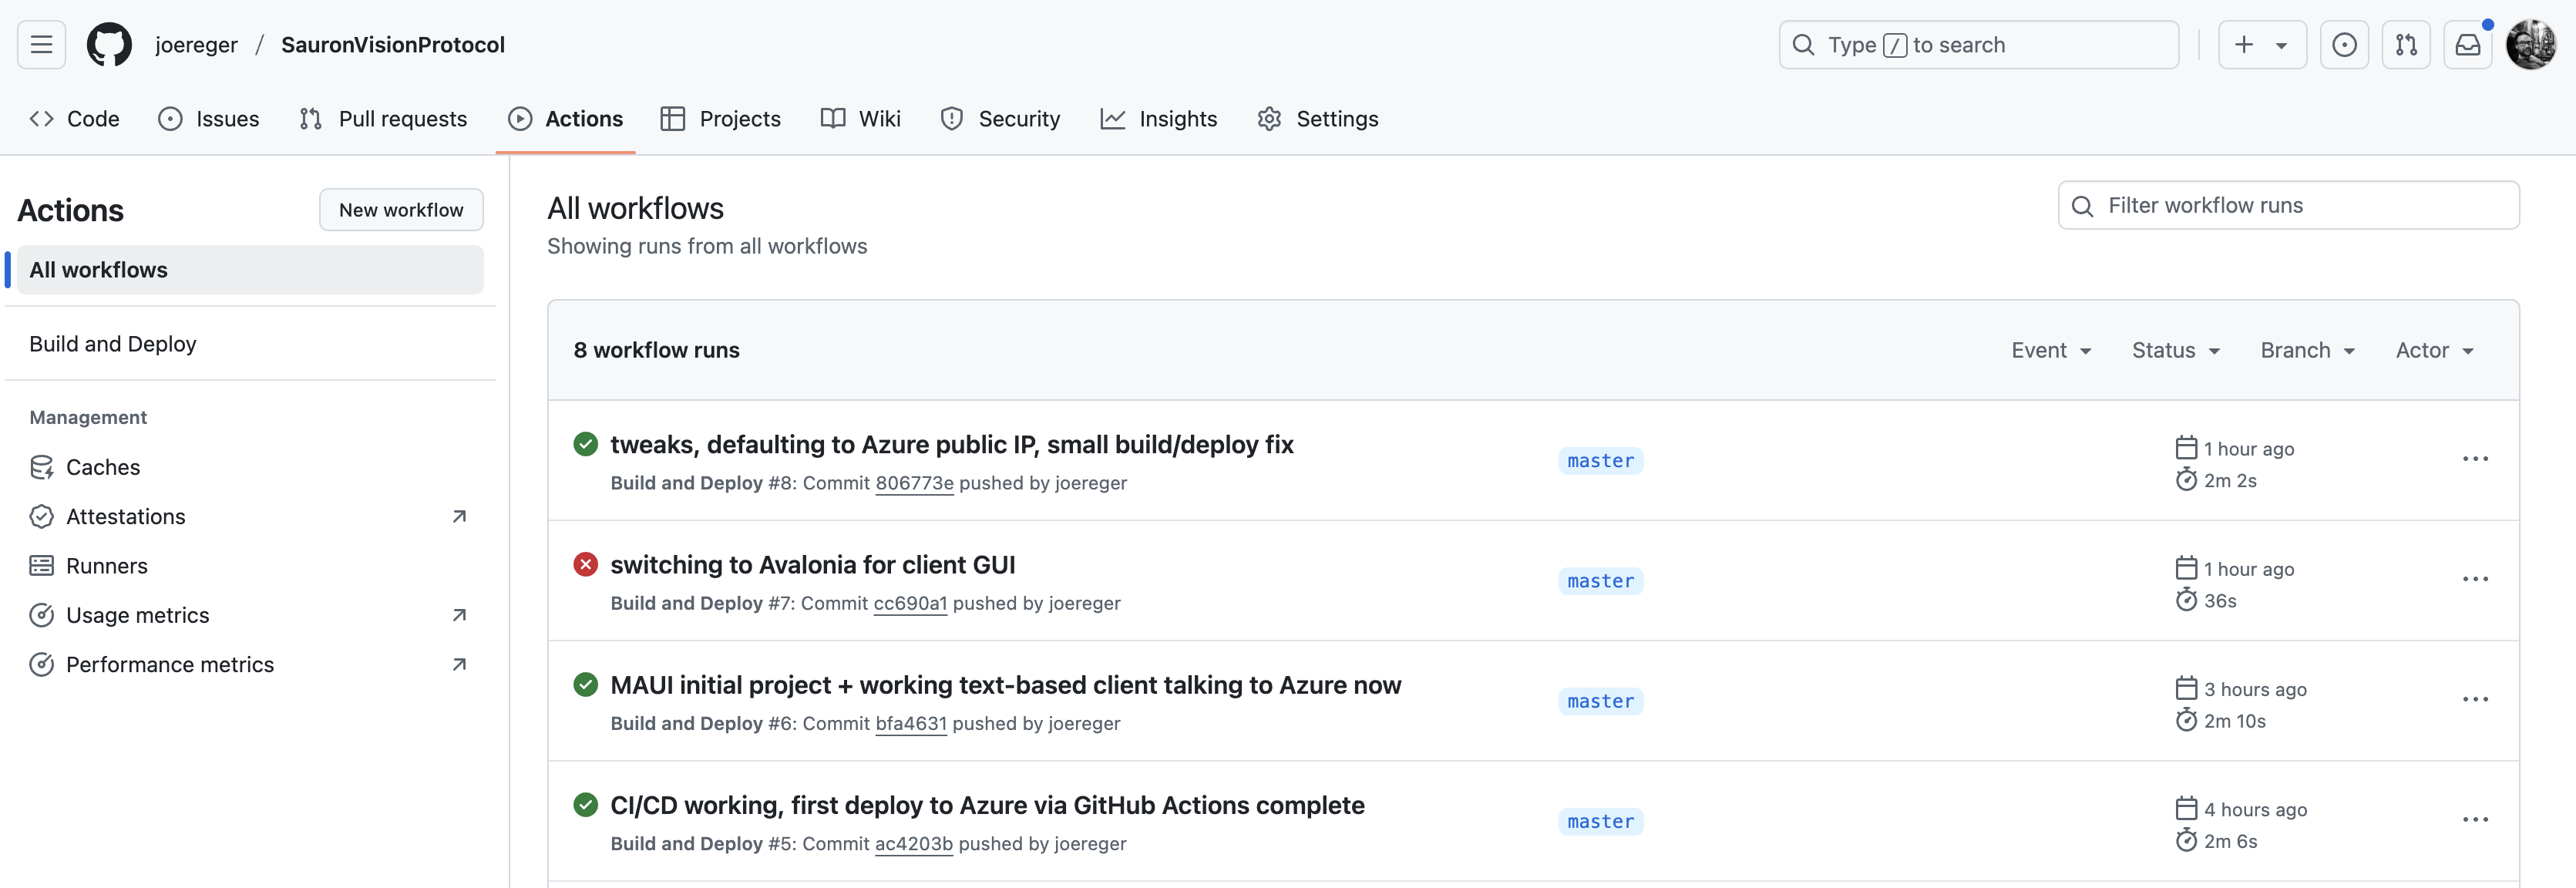 joereger / SauronVisionProtocol
Type / to search
Code Issues Pull requests Actions Projects Wiki Security Insights Settings
Actions
New workflow
All workflows
Build and Deploy
Management
Caches
Attestations
Runners
Usage metrics
Performance metrics
All workflows
Showing runs from all workflows
Filter workflow runs
8 workflow runs
Event Status Branch Actor
tweaks, defaulting to Azure public IP, small build/deploy fix
Build and Deploy #8: Commit 806773e pushed by joereger
master
1 hour ago
2m 2s
switching to Avalonia for client GUI
Build and Deploy #7: Commit cc690a1 pushed by joereger
master
1 hour ago
36s
MAUI initial project + working text-based client talking to Azure now
Build and Deploy #6: Commit bfa4631 pushed by joereger
master
3 hours ago
2m 10s
CI/CD working, first deploy to Azure via GitHub Actions complete
Build and Deploy #5: Commit ac4203b pushed by joereger
master
4 hours ago
2m 6s